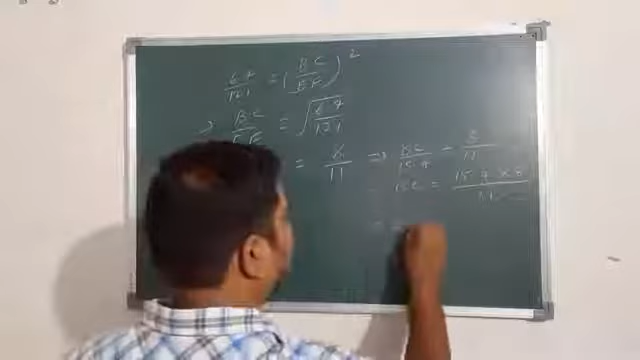 64/121 = (BC/EF)²
⇒ BC/EF = √(64/121)
= 8/11 ⇒ BC/15.4 = 8/11
BC = 15.4 × 8/11
=